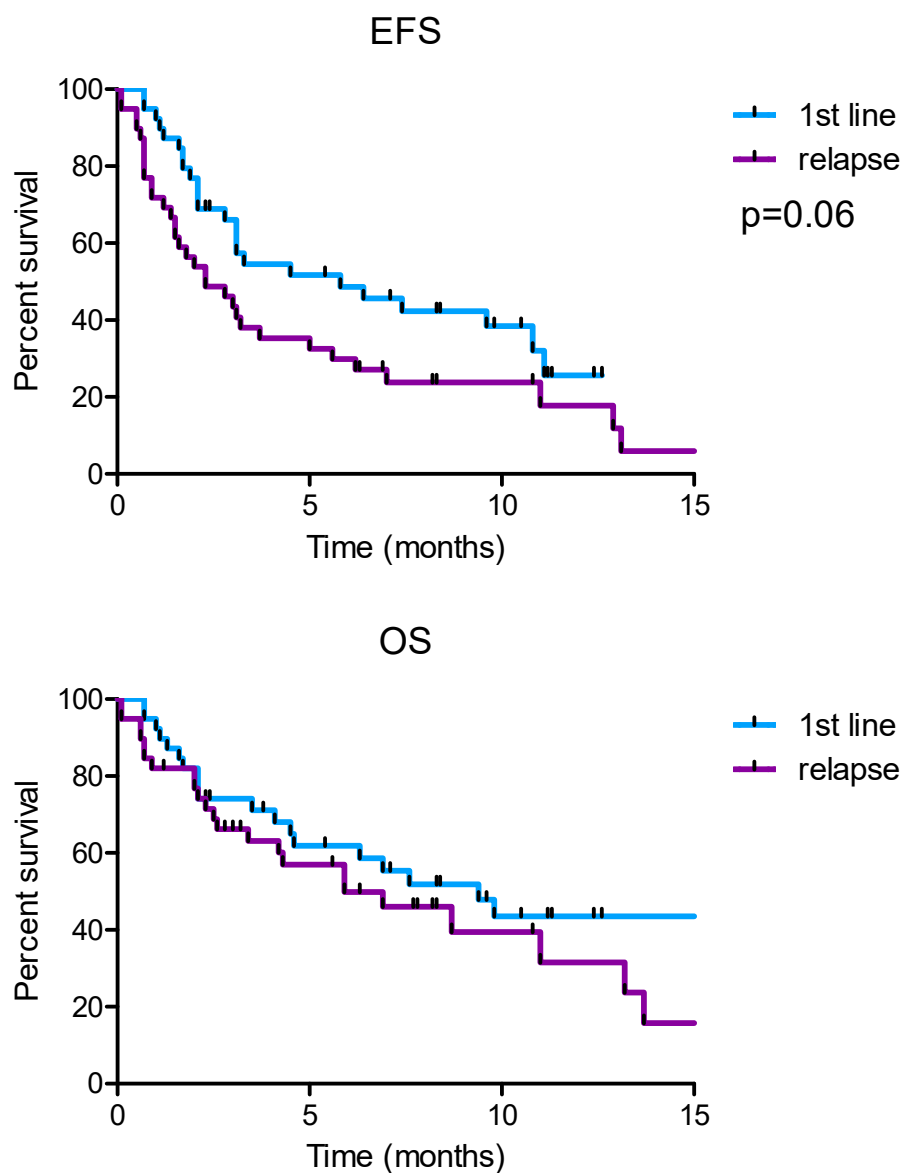 EFS
100
80
60
40
20
0
Percent survival
0 5 10 15
Time (months)
1st line
relapse
p=0.06
OS
100
80
60
40
20
0
Percent survival
0 5 10 15
Time (months)
1st line
relapse